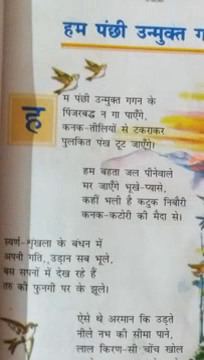 हम पंछी उन्मुक्त ग
हम पंछी उन्मुक्त गगन के
पिंजरबद्ध न गा पाएँगे,
कनक-तीलियों से टकराकर
पुलकित पंख टूट जाएँगे।
हम बहता जल पीनेवाले
मर जाएँगे भूखे-प्यासे,
कहीं भली है कटुक निबौरी
कनक-कटोरी की मैदा से।
स्वर्ण-शृंखला के बंधन में
अपनी गति, उड़ान सब भूले,
बस सपनों में देख रहे हैं
तरु की फुनगी पर के झूले।
ऐसे थे अरमान कि उड़ते
नीले नभ की सीमा पाने,
लाल किरण-सी चोंच खोल